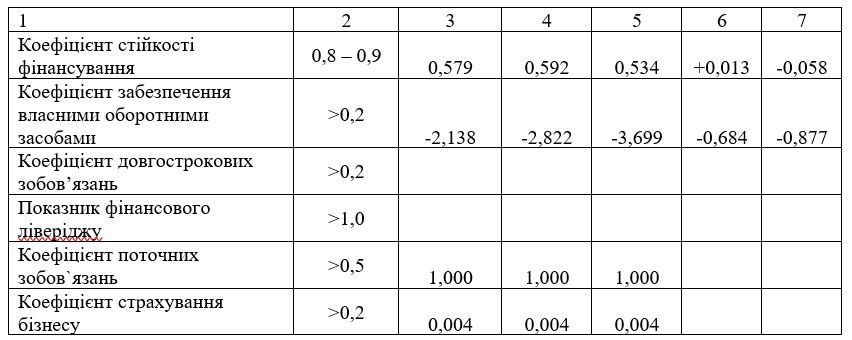 1 2 3 4 5 6 7
Коефіцієнт стійкості
фінансування 0,8 – 0,9 0,579 0,592 0,534 +0,013 -0,058
Коефіцієнт забезпечення
власними оборотними
засобами >0,2 -2,138 -2,822 -3,699 -0,684 -0,877
Коефіцієнт довгострокових
зобов’язань >0,2
Показник фінансового
ліверіджу >1,0
Коефіцієнт поточних
зобов`язань >0,5 1,000 1,000 1,000
Коефіцієнт страхування
бізнесу >0,2 0,004 0,004 0,004